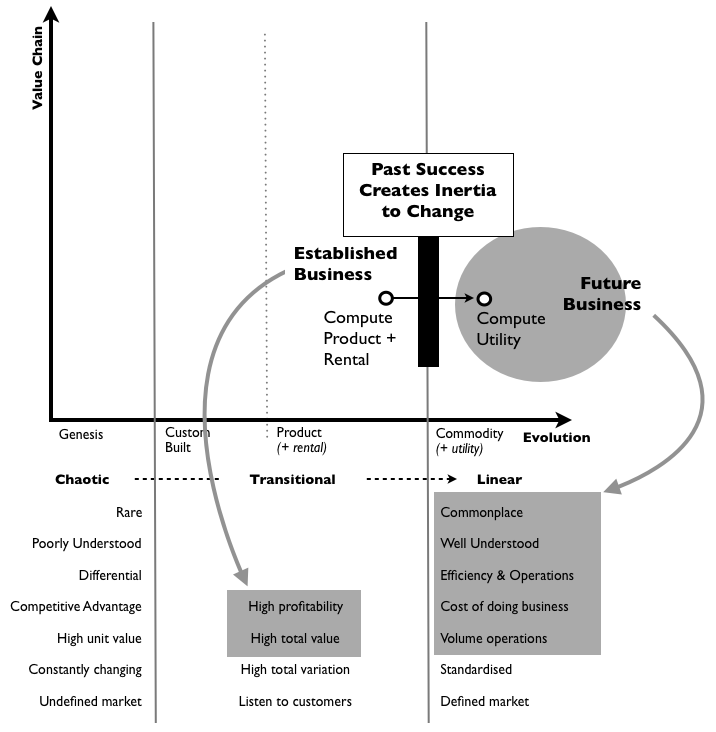 Value Chain
Past Success
Creates Inertia
to Change
Established
Business
Future
Business
Compute
Product +
Rental
Compute
Utility
Genesis
Custom
Built
Product
(+ rental)
Commodity
(+ utility)
Evolution
Chaotic
Transitional
Linear
Rare
Commonplace
Poorly Understood
Well Understood
Differential
Efficiency & Operations
Competitive Advantage
High profitability
Cost of doing business
High unit value
High total value
Volume operations
Constantly changing
High total variation
Standardised
Undefined market
Listen to customers
Defined market